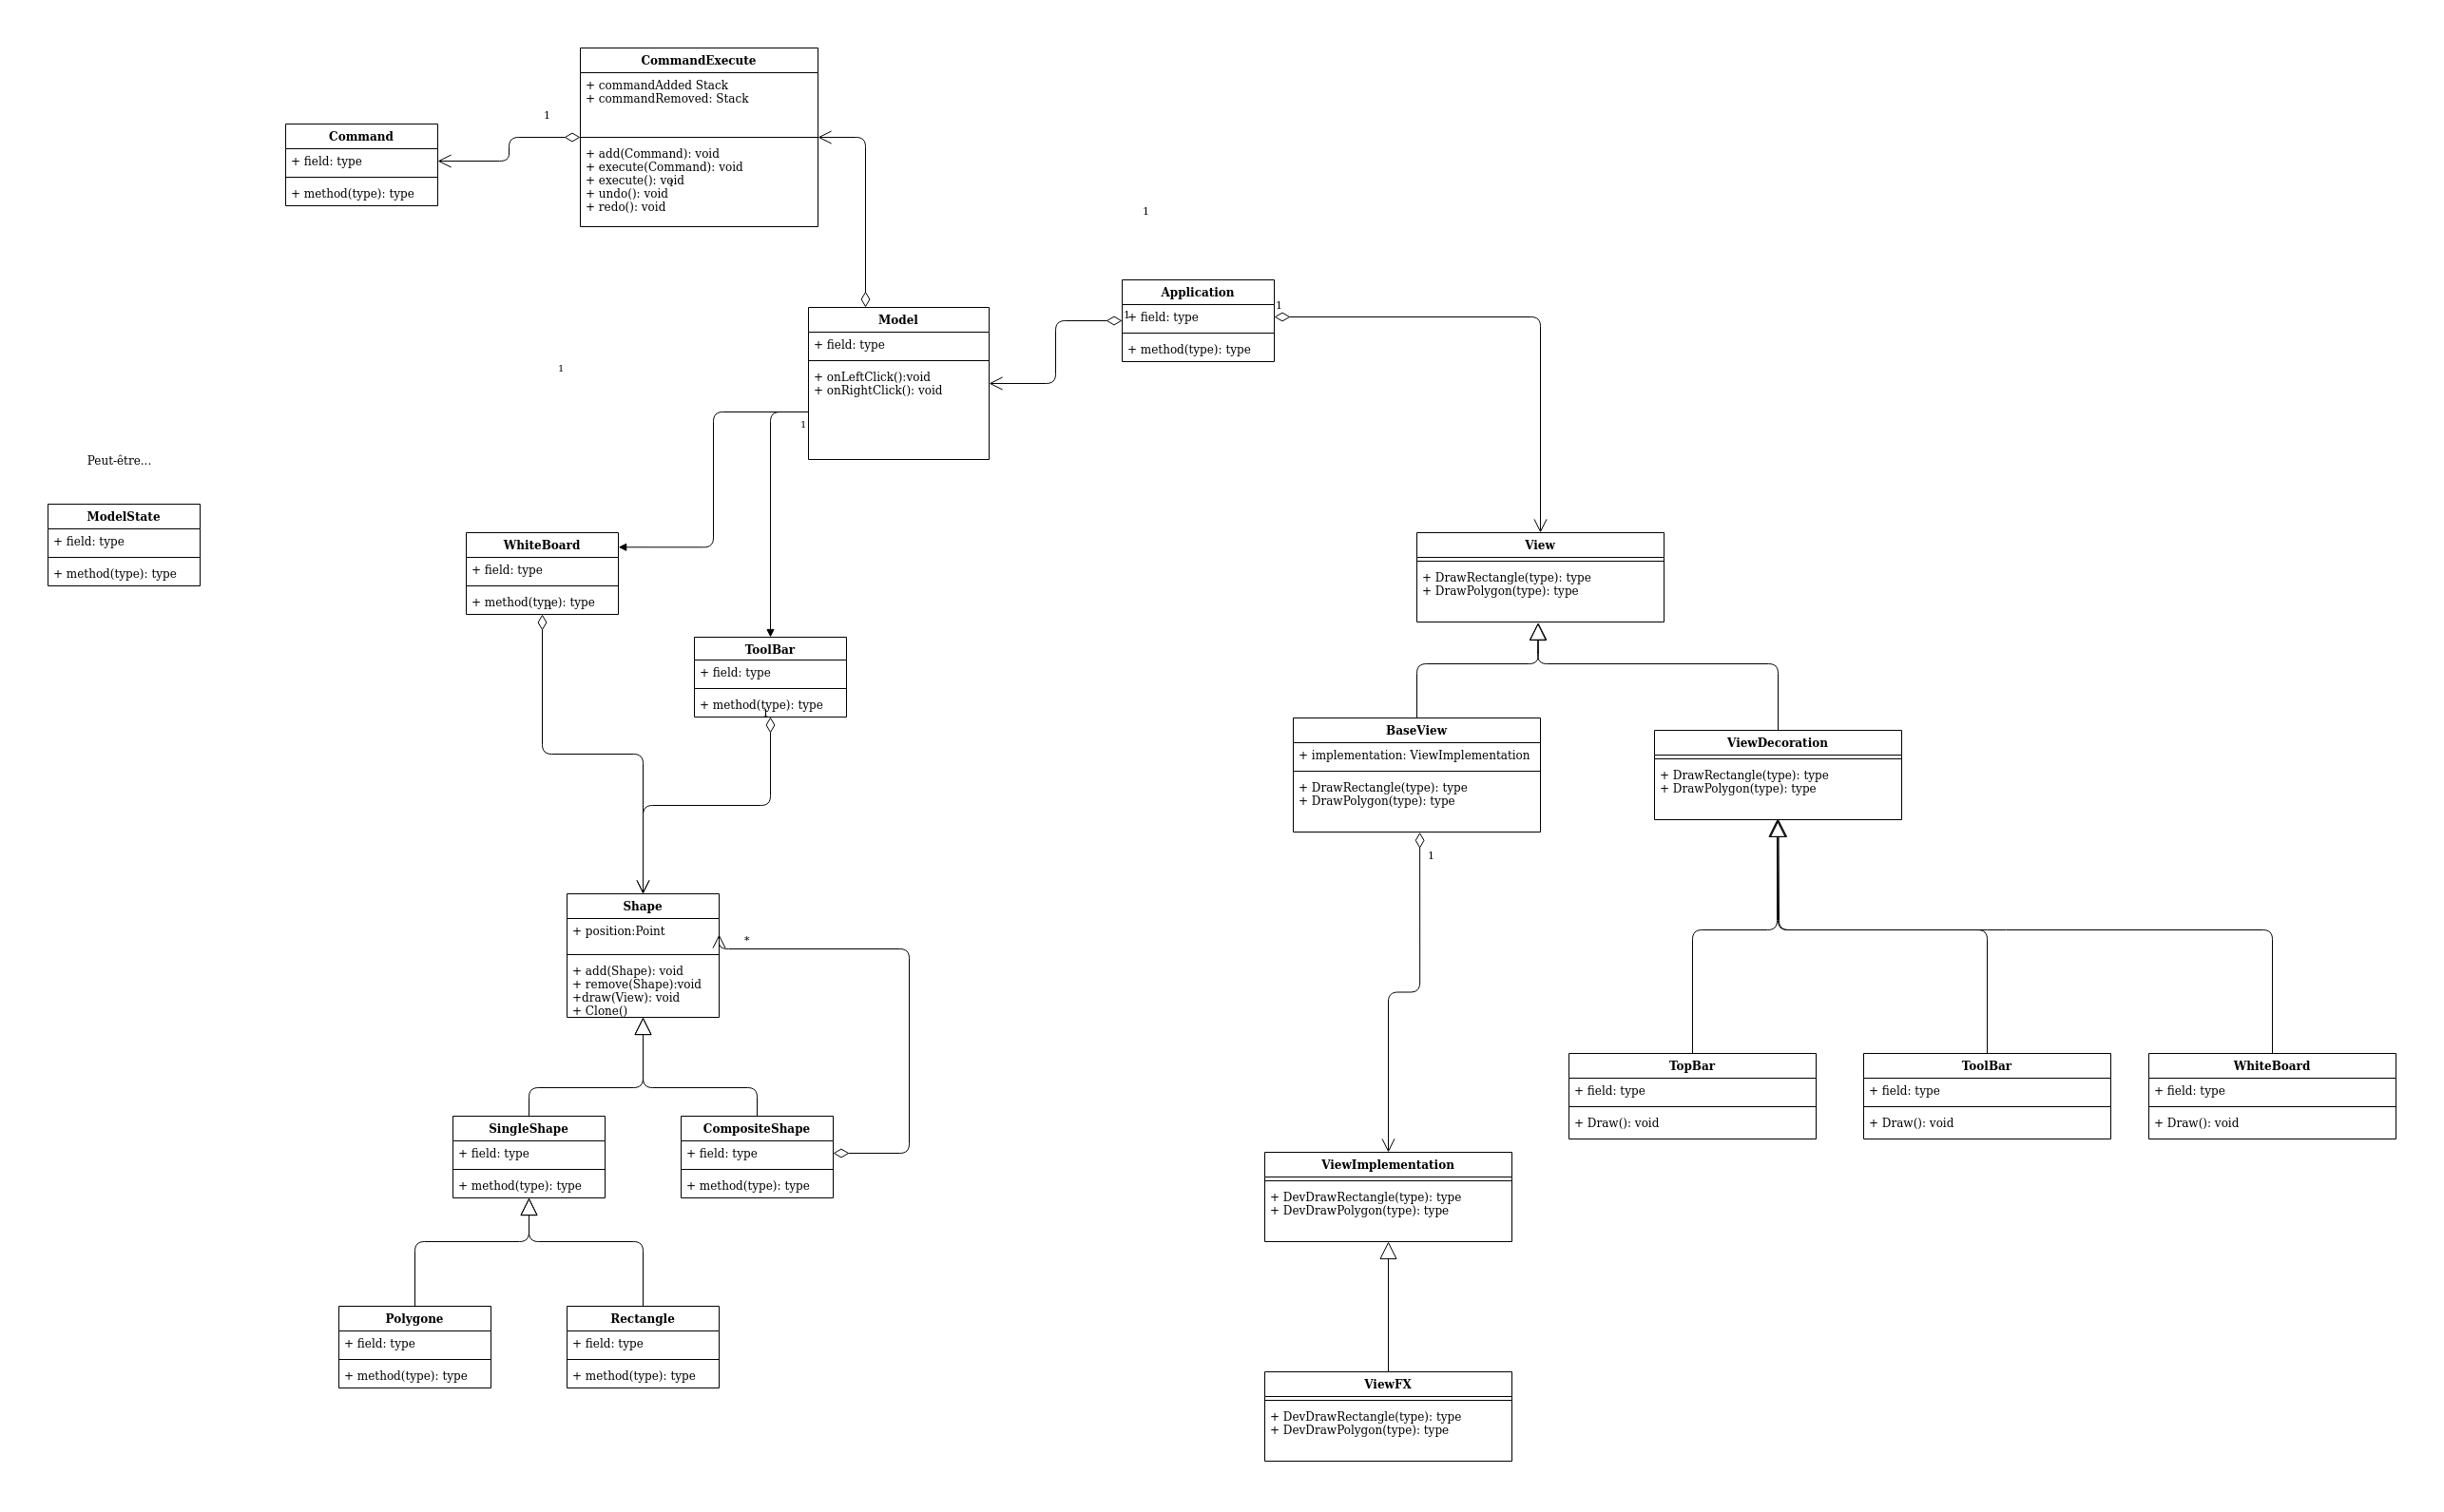 CommandExecute
+ commandAdded Stack
+ commandRemoved: Stack
+ add(Command): void
+ execute(Command): void
+ execute(): void
+ undo(): void
+ redo(): void
1
1
Command
+ field: type
+ method(type): type
1
Application
+ field: type
+ method(type): type
1
1
Model
+ field: type
+ onLeftClick():void
+ onRightClick(): void
1
1
Peut-être...
ModelState
+ field: type
+ method(type): type
WhiteBoard
+ field: type
+ method(type): type
1
ToolBar
+ field: type
+ method(type): type
1
View
+ DrawRectangle(type): type
+ DrawPolygon(type): type
BaseView
+ implementation: ViewImplementation
+ DrawRectangle(type): type
+ DrawPolygon(type): type
1
ViewDecoration
+ DrawRectangle(type): type
+ DrawPolygon(type): type
Shape
+ position:Point
+ add(Shape): void
+ remove(Shape):void
+draw(View): void
+ Clone()
*
TopBar
+ field: type
+ Draw(): void
ToolBar
+ field: type
+ Draw(): void
WhiteBoard
+ field: type
+ Draw(): void
SingleShape
+ field: type
+ method(type): type
CompositeShape
+ field: type
+ method(type): type
ViewImplementation
+ DevDrawRectangle(type): type
+ DevDrawPolygon(type): type
Polygone
+ field: type
+ method(type): type
Rectangle
+ field: type
+ method(type): type
ViewFX
+ DevDrawRectangle(type): type
+ DevDrawPolygon(type): type